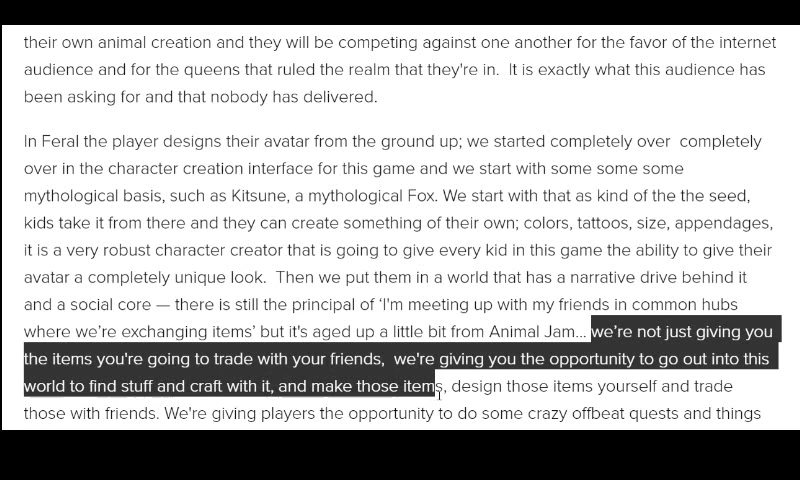 their own animal creation and they will be competing against one another for the favor of the internet
audience and for the queens that ruled the realm that they're in.  It is exactly what this audience has
been asking for and that nobody has delivered.
In Feral the player designs their avatar from the ground up; we started completely over  completely
over in the character creation interface for this game and we start with some some some
mythological basis, such as Kitsune, a mythological Fox. We start with that as kind of the the seed,
kids take it from there and they can create something of their own; colors, tattoos, size, appendages,
it is a very robust character creator that is going to give every kid in this game the ability to give their
avatar a completely unique look.  Then we put them in a world that has a narrative drive behind it
and a social core — there is still the principal of ‘I'm meeting up with my friends in common hubs
where we’re exchanging items’ but it's aged up a little bit from Animal Jam... we’re not just giving you
the items you're going to trade with your friends,  we're giving you the opportunity to go out into this
world to find stuff and craft with it, and make those items, design those items yourself and trade
those with friends. We're giving players the opportunity to do some crazy offbeat quests and things